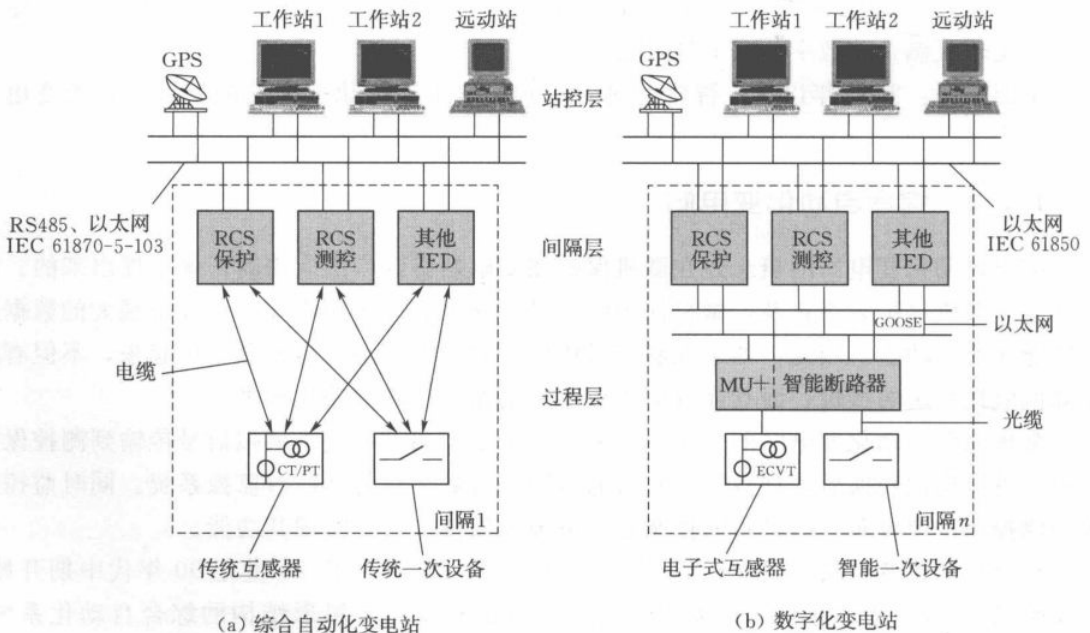 工作站1 工作站2 远动站
GPS
工作站1 工作站2 远动站
GPS
站控层
RS485、以太网
IEC 61870-5-103
RCS
保护
RCS
测控
其他
IED
间隔层
RCS
保护
RCS
测控
其他
IED
以太网
IEC 61850
GOOSE
以太网
电缆
过程层
MU+ 智能断路器
光缆
CT/PT
间隔1
ECVT
间隔n
传统互感器 传统一次设备
电子式互感器 智能一次设备
(a) 综合自动化变电站
(b) 数字化变电站